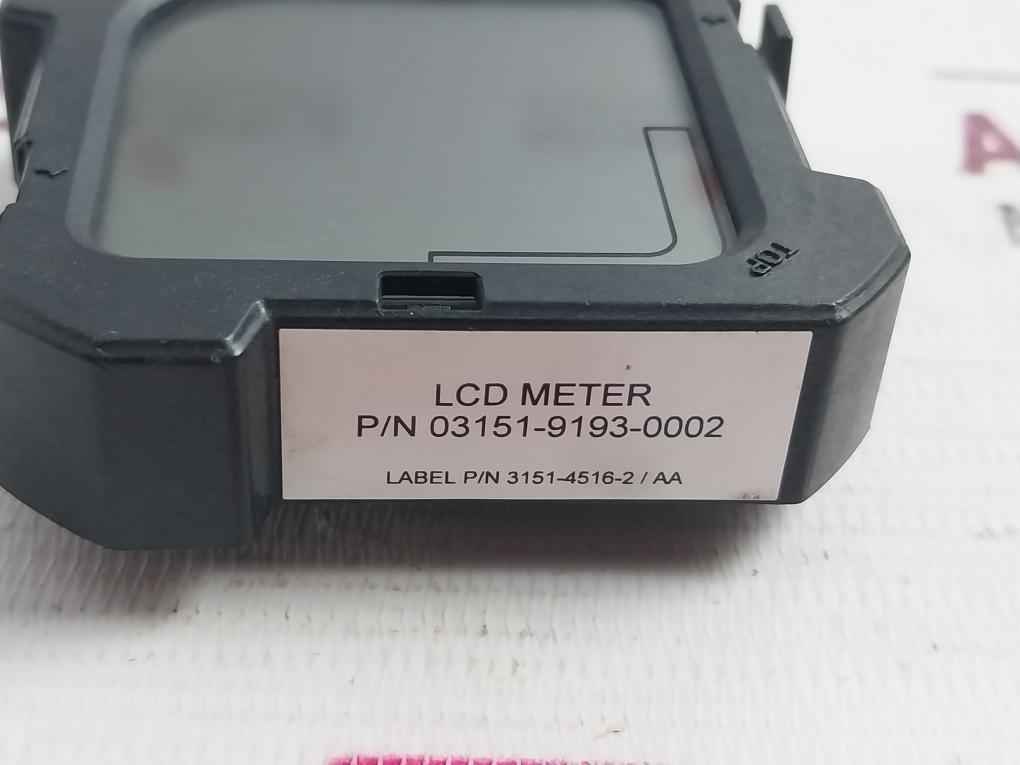 TOP
LCD METER
P/N 03151-9193-0002
LABEL P/N 3151-4516-2 / AA